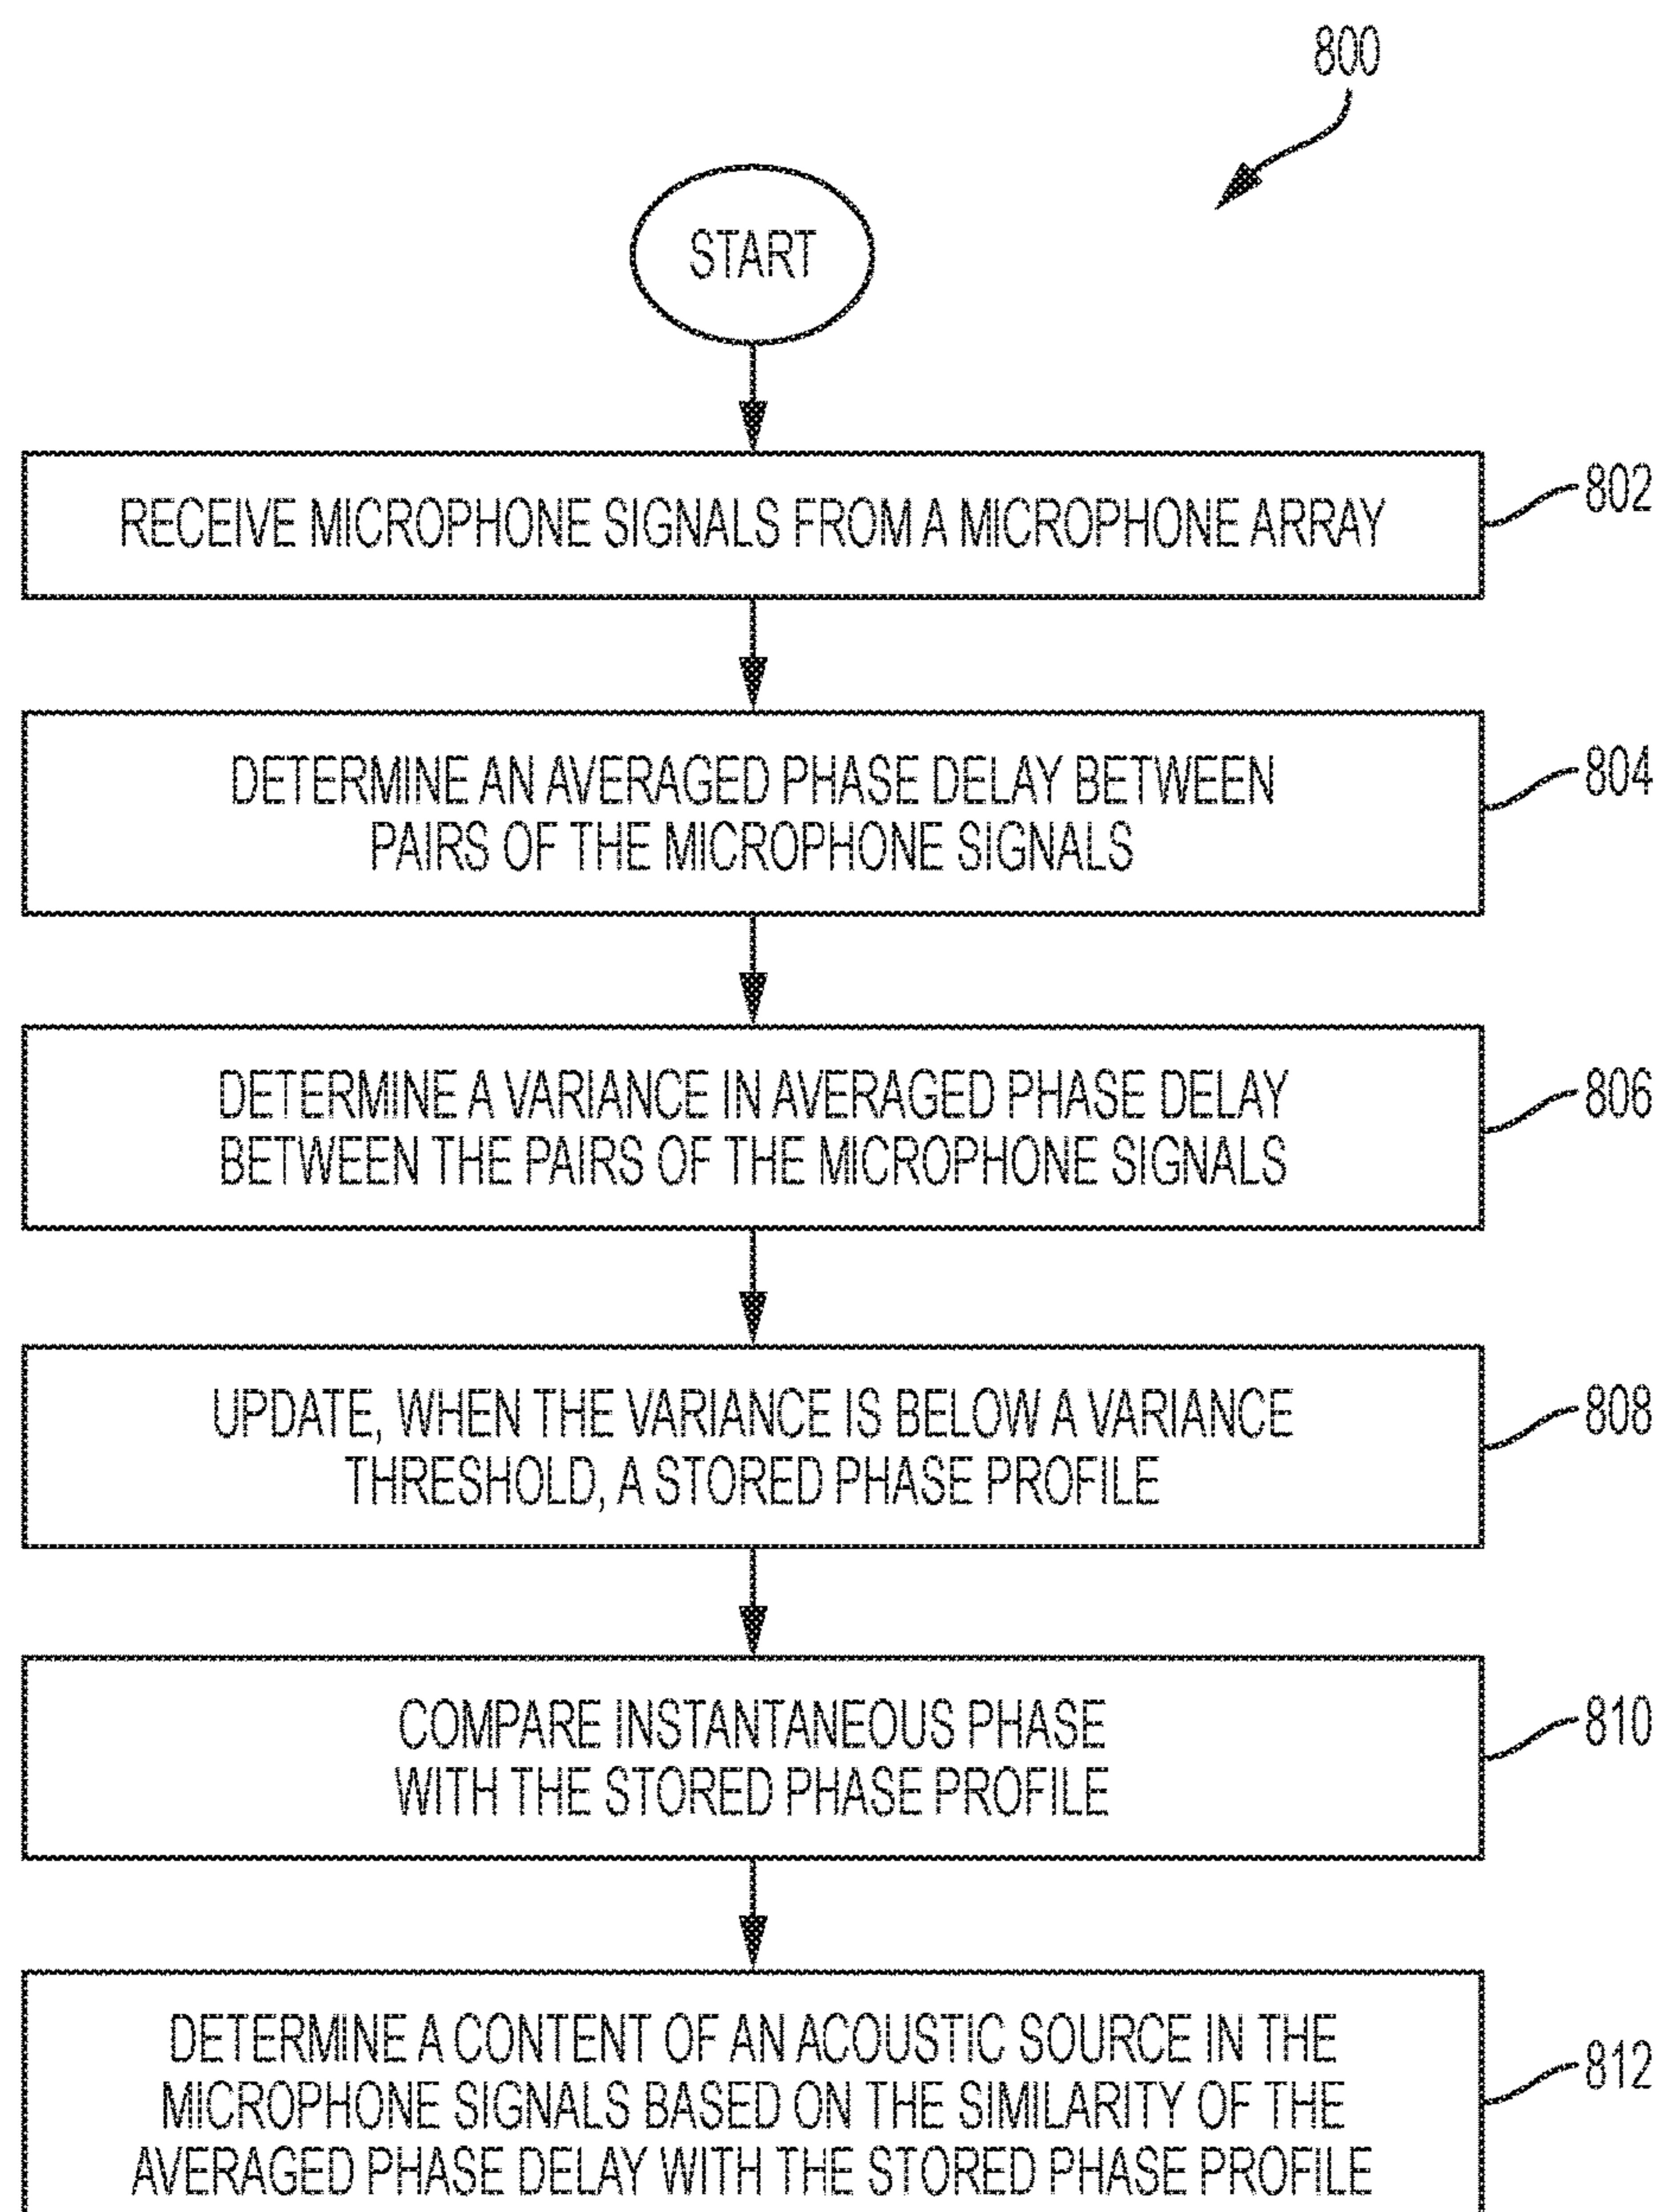 800
START
RECEIVE MICROPHONE SIGNALS FROM A MICROPHONE ARRAY
802
DETERMINE AN AVERAGED PHASE DELAY BETWEEN
PAIRS OF THE MICROPHONE SIGNALS
804
DETERMINE A VARIANCE IN AVERAGED PHASE DELAY
BETWEEN THE PAIRS OF THE MICROPHONE SIGNALS
806
UPDATE, WHEN THE VARIANCE IS BELOW A VARIANCE
THRESHOLD, A STORED PHASE PROFILE
808
COMPARE INSTANTANEOUS PHASE
WITH THE STORED PHASE PROFILE
810
DETERMINE A CONTENT OF AN ACOUSTIC SOURCE IN THE
MICROPHONE SIGNALS BASED ON THE SIMILARITY OF THE
AVERAGED PHASE DELAY WITH THE STORED PHASE PROFILE
812